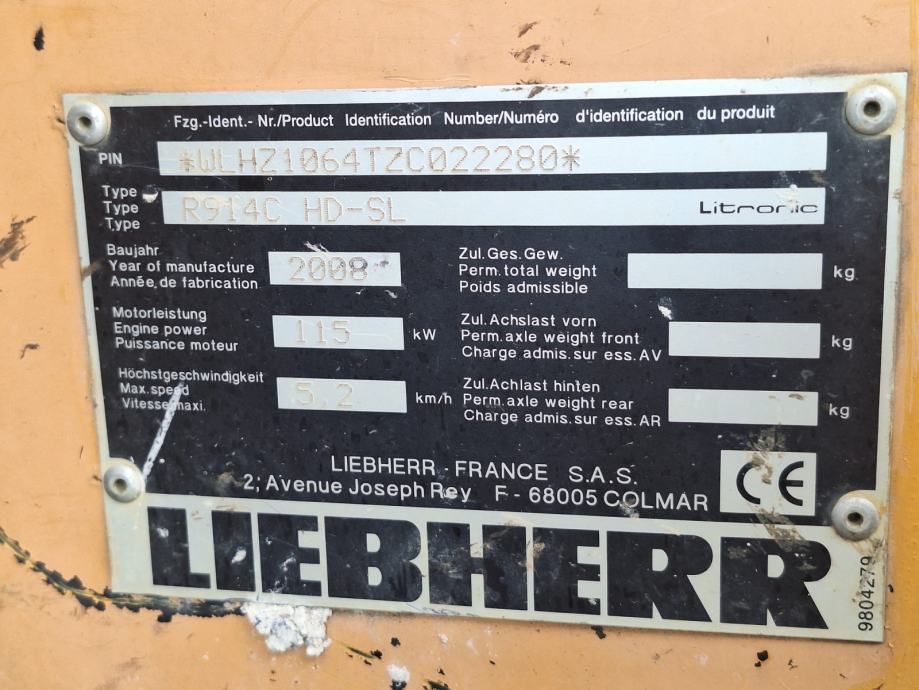 Fzg.-Ident.- Nr./Product Identification Number/Numéro d'identification du produit
PIN *WLHZ1064TZC022280*
Type
Type R914C HD-SL Litronic
Type
Baujahr
Year of manufacture 2008
Année.de fabrication
Motorleistung
Engine power 115 kW
Puissance moteur
Höchstgeschwindigkeit
Max.speed 5,2 km/h
Vitesse maxi.
Zul.Ges.Gew.
Perm.total weight kg
Poids admissible
Zul.Achslast vorn
Perm.axle weight front kg
Charge admis.sur ess.AV
Zul.Achlast hinten
Perm.axle weight rear kg
Charge admis.sur ess.AR
LIEBHERR-FRANCE S.A.S.
2, Avenue Joseph Rey F-68005 COLMAR
CE
LIEBHERR
9804279